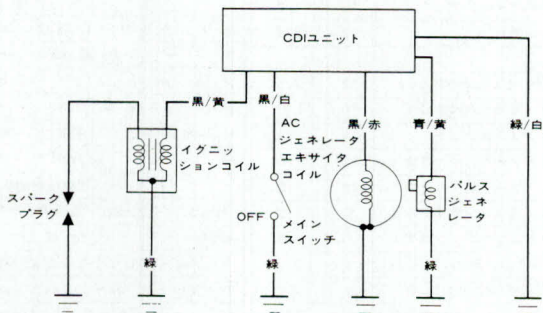 CDIユニット
黒/黄
黒/白
黒/赤
青/黄
緑/白
AC
ジェネレータ
エキサイタ
コイル
イグニッ
ションコイル
スパーク
プラグ
OFF
メイン
スイッチ
パルス
ジェネ
レータ
緑
緑
緑